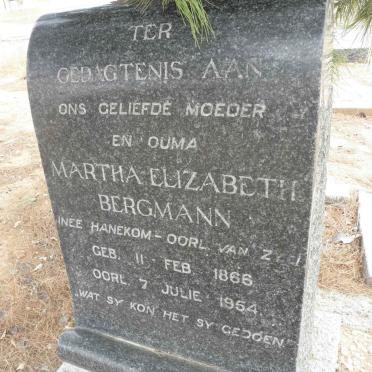 TER
GEDAGTENIS AAN
ONS GELIEFDE MOEDER
EN OUMA
MARTHA ELIZABETH
BERGMANN
(NEE HANEKOM - OORL. VAN
GEB. 11 FEB. 1866
OORL. 7 JULIE 1954
"WAT SY KON HET SY GEDOEN"